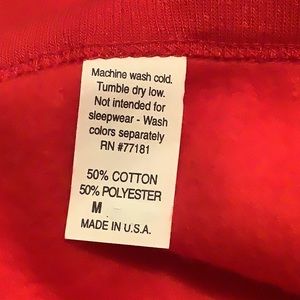 Machine wash cold.
Tumble dry low.
Not intended for
sleepwear - Wash
colors separately
RN #77181
50% COTTON
50% POLYESTER
M
MADE IN U.S.A.